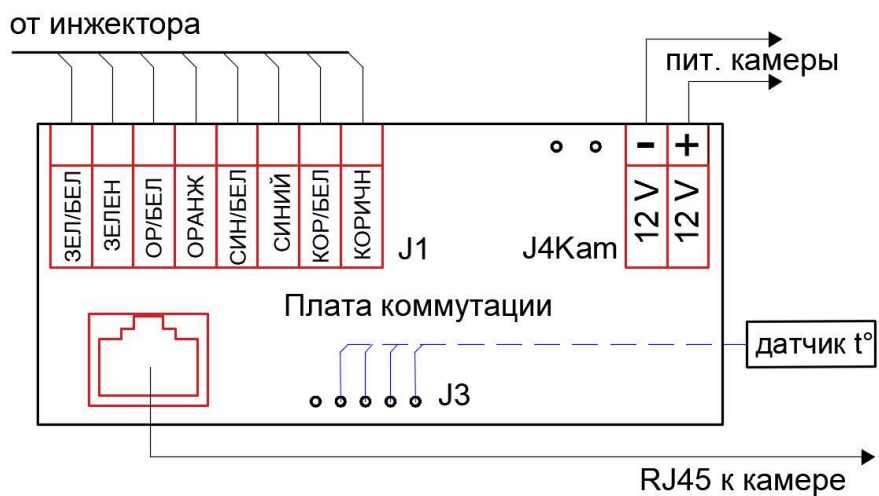 от инжектора
пит. камеры
ЗЕЛ/БЕЛ
ЗЕЛЕН
ОР/БЕЛ
ОРАНЖ
СИН/БЕЛ
СИНИЙ
КОР/БЕЛ
КОРИЧН
J1
J4Kam
- +
12 V
12 V
Плата коммутации
датчик t°
J3
RJ45 к камере